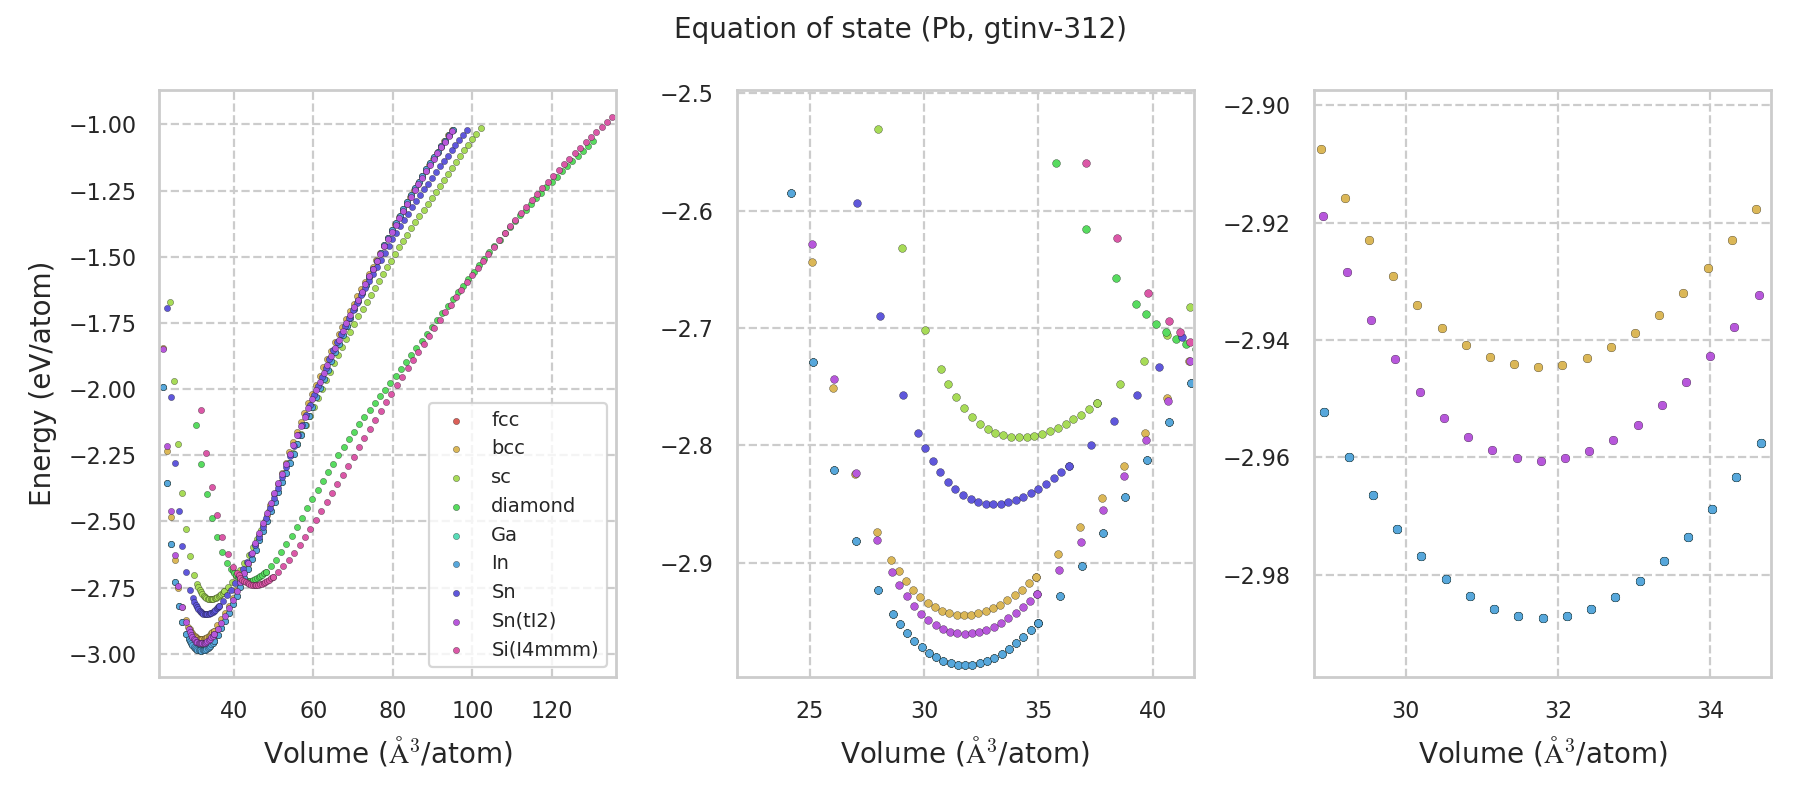 Equation of state (Pb, gtinv-312)
Energy (eV/atom)
−1.00
−1.25
−1.50
−1.75
−2.00
−2.25
−2.50
−2.75
−3.00
40 60 80 100 120
Volume (Å³/atom)
fcc
bcc
sc
diamond
Ga
In
Sn
Sn(tI2)
Si(I4mmm)
−2.5
−2.6
−2.7
−2.8
−2.9
25 30 35 40
Volume (Å³/atom)
−2.90
−2.92
−2.94
−2.96
−2.98
30 32 34
Volume (Å³/atom)